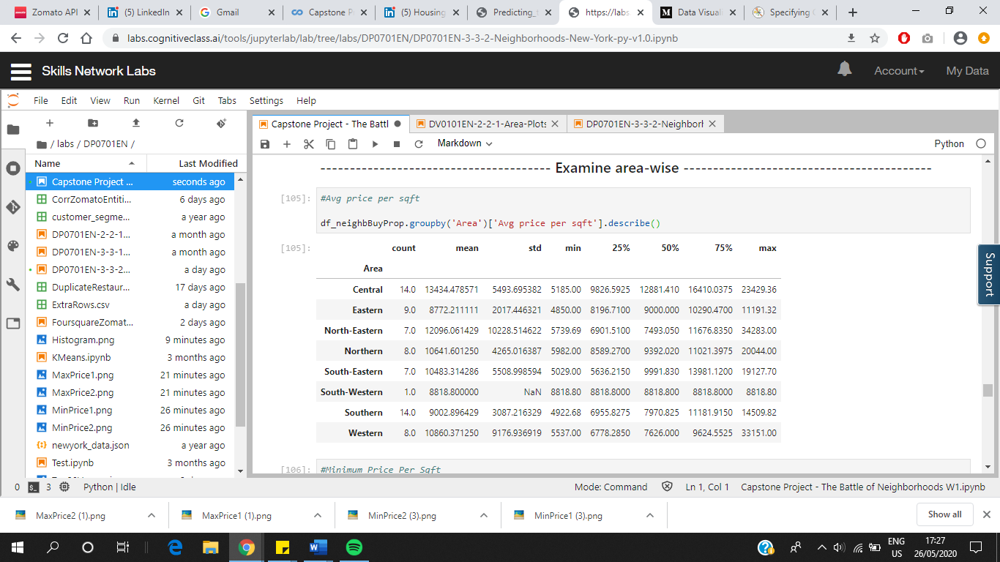 Zomato API
(5) LinkedIn
Gmail
Capstone P
(5) Housing
Predicting_
https://labs
Data Visuali
Specifying
labs.cognitiveclass.ai/tools/jupyterlab/lab/tree/labs/DP0701EN/DP0701EN-3-3-2-Neighborhoods-New-York-py-v1.0.ipynb
Skills Network Labs
Account
My Data
File Edit View Run Kernel Git Tabs Settings Help
Capstone Project - The Battl
DV0101EN-2-2-1-Area-Plots
DP0701EN-3-3-2-Neighborh
/ labs / DP0701EN /
Markdown
Python
Name Last Modified
Capstone Project ... seconds ago
CorrZomatoEntiti... 6 days ago
customer_segme... a year ago
DP0701EN-2-2-1... a month ago
DP0701EN-3-3-1... a month ago
DP0701EN-3-3-2... a day ago
DuplicateRestaur... 17 days ago
ExtraRows.csv a day ago
FoursquareZomat... 2 days ago
Histogram.png 9 minutes ago
KMeans.ipynb 3 months ago
MaxPrice1.png 21 minutes ago
MaxPrice2.png 21 minutes ago
MinPrice1.png 26 minutes ago
MinPrice2.png 26 minutes ago
newyork_data.json a year ago
Test.ipynb 3 months ago
--------------------------------------- Examine area-wise ------------------------------------------
[105]: #Avg price per sqft
df_neighbBuyProp.groupby('Area')['Avg price per sqft'].describe()
[105]: count mean std min 25% 50% 75% max
Area
Central 14.0 13434.478571 5493.695382 5185.00 9826.5925 12881.410 16410.0375 23429.36
Eastern 9.0 8772.211111 2017.446321 4850.00 8196.7100 9000.000 10290.4700 11191.32
North-Eastern 7.0 12096.061429 10228.514622 5739.69 6901.5100 7493.050 11676.8350 34283.00
Northern 8.0 10641.601250 4265.016387 5982.00 8589.2700 9392.020 11021.3975 20044.00
South-Eastern 7.0 10483.314286 5508.998594 5029.00 5636.2150 9991.830 13981.1200 19127.70
South-Western 1.0 8818.800000 NaN 8818.80 8818.8000 8818.800 8818.8000 8818.80
Southern 14.0 9002.896429 3087.216329 4922.68 6955.8275 7970.825 11181.9150 14509.82
Western 8.0 10860.371250 9176.936919 5537.00 6778.2850 7626.000 9624.5525 33151.00
[106]: #Minimum Price Per Sqft
Support
0 3 Python | Idle
Mode: Command
Ln 1, Col 1
Capstone Project - The Battle of Neighborhoods W1.ipynb
MaxPrice2 (1).png
MaxPrice1 (1).png
MinPrice2 (3).png
MinPrice1 (3).png
Show all
ENG
US
17:27
26/05/2020